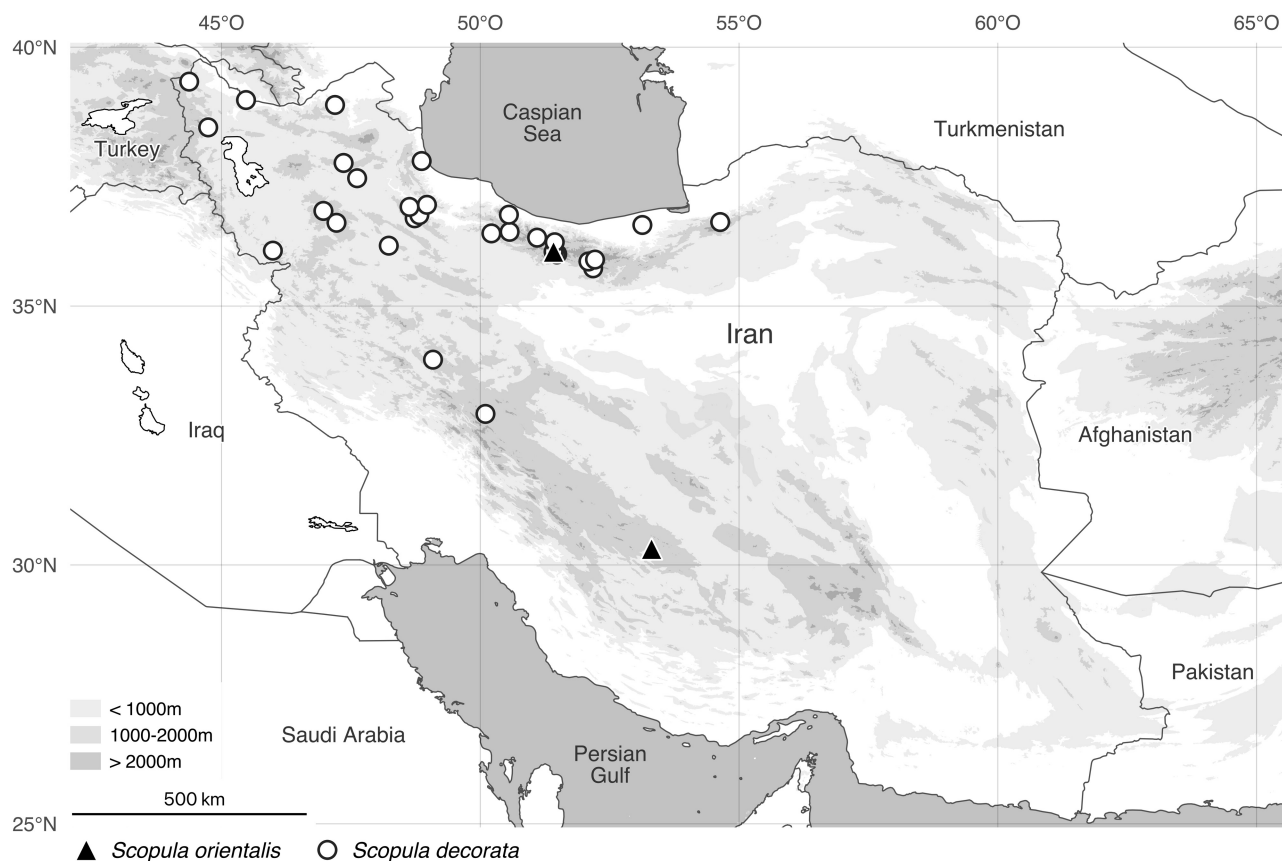 45°O 50°O 55°O 60°O 65°O
40°N
Caspian
Sea
Turkmenistan
Turkey
35°N
Iran
Iraq
Afghanistan
30°N
Pakistan
< 1000m
1000-2000m
> 2000m
Saudi Arabia
Persian
Gulf
500 km
25°N
Scopula orientalis Scopula decorata